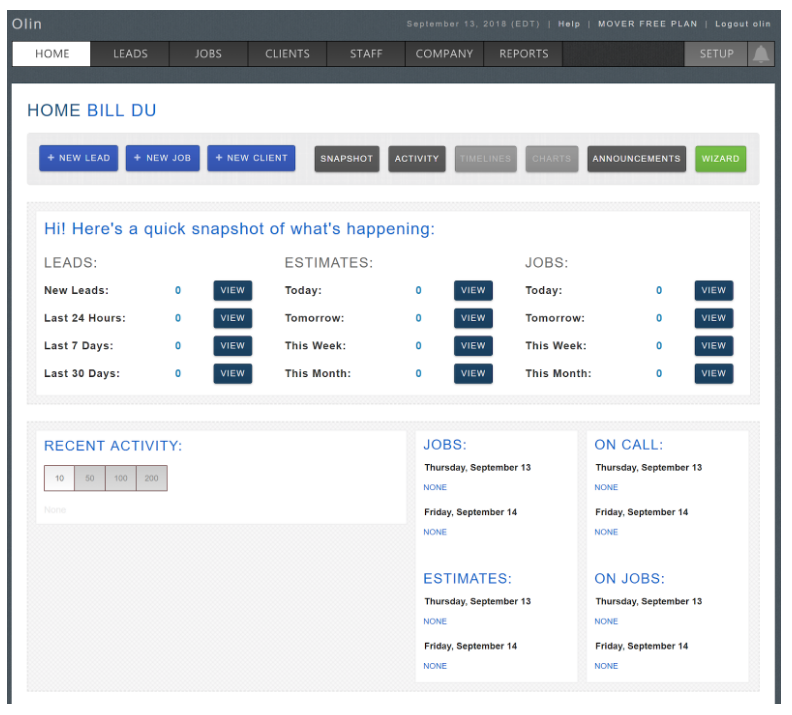 Olin
September 13, 2018 (EDT) | Help | MOVER FREE PLAN | Logout olin
HOME LEADS JOBS CLIENTS STAFF COMPANY REPORTS SETUP
HOME BILL DU
+ NEW LEAD + NEW JOB + NEW CLIENT SNAPSHOT ACTIVITY TIMELINES CHARTS ANNOUNCEMENTS WIZARD
Hi! Here's a quick snapshot of what's happening:
LEADS: ESTIMATES: JOBS:
New Leads: 0 VIEW Today: 0 VIEW Today: 0 VIEW
Last 24 Hours: 0 VIEW Tomorrow: 0 VIEW Tomorrow: 0 VIEW
Last 7 Days: 0 VIEW This Week: 0 VIEW This Week: 0 VIEW
Last 30 Days: 0 VIEW This Month: 0 VIEW This Month: 0 VIEW
RECENT ACTIVITY:
10 50 100 200
None
JOBS:
Thursday, September 13
NONE
Friday, September 14
NONE
ON CALL:
Thursday, September 13
NONE
Friday, September 14
NONE
ESTIMATES:
Thursday, September 13
NONE
Friday, September 14
NONE
ON JOBS:
Thursday, September 13
NONE
Friday, September 14
NONE